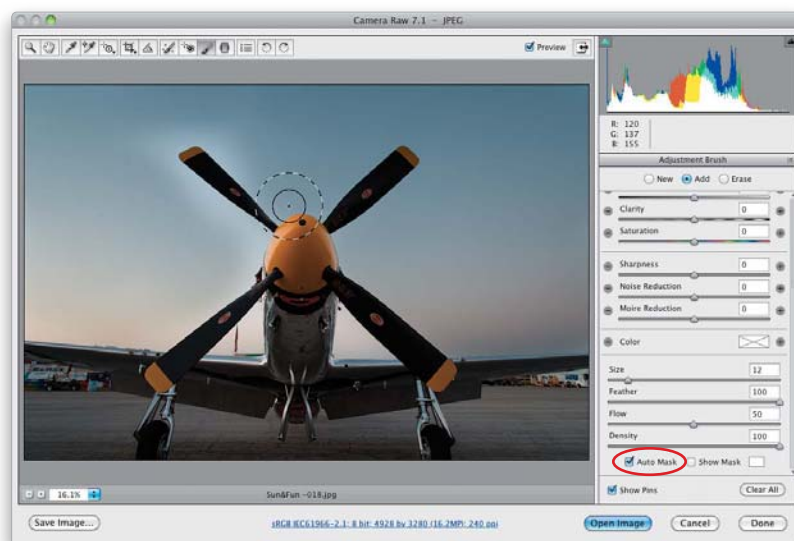 Camera Raw 7.1 – JPEG
Preview
R: 120
G: 137
B: 155
Adjustment Brush
New Add Erase
Clarity 0
Saturation 0
Sharpness 0
Noise Reduction 0
Moire Reduction 0
Color
Size 12
Feather 100
Flow 50
Density 100
Auto Mask Show Mask
16.1% Sun&Fun -018.jpg
Show Pins Clear All
Save Image... sRGB IEC61966-2.1; 8 bit; 4928 by 3280 (16.2MP); 240 ppi Open Image Cancel Done